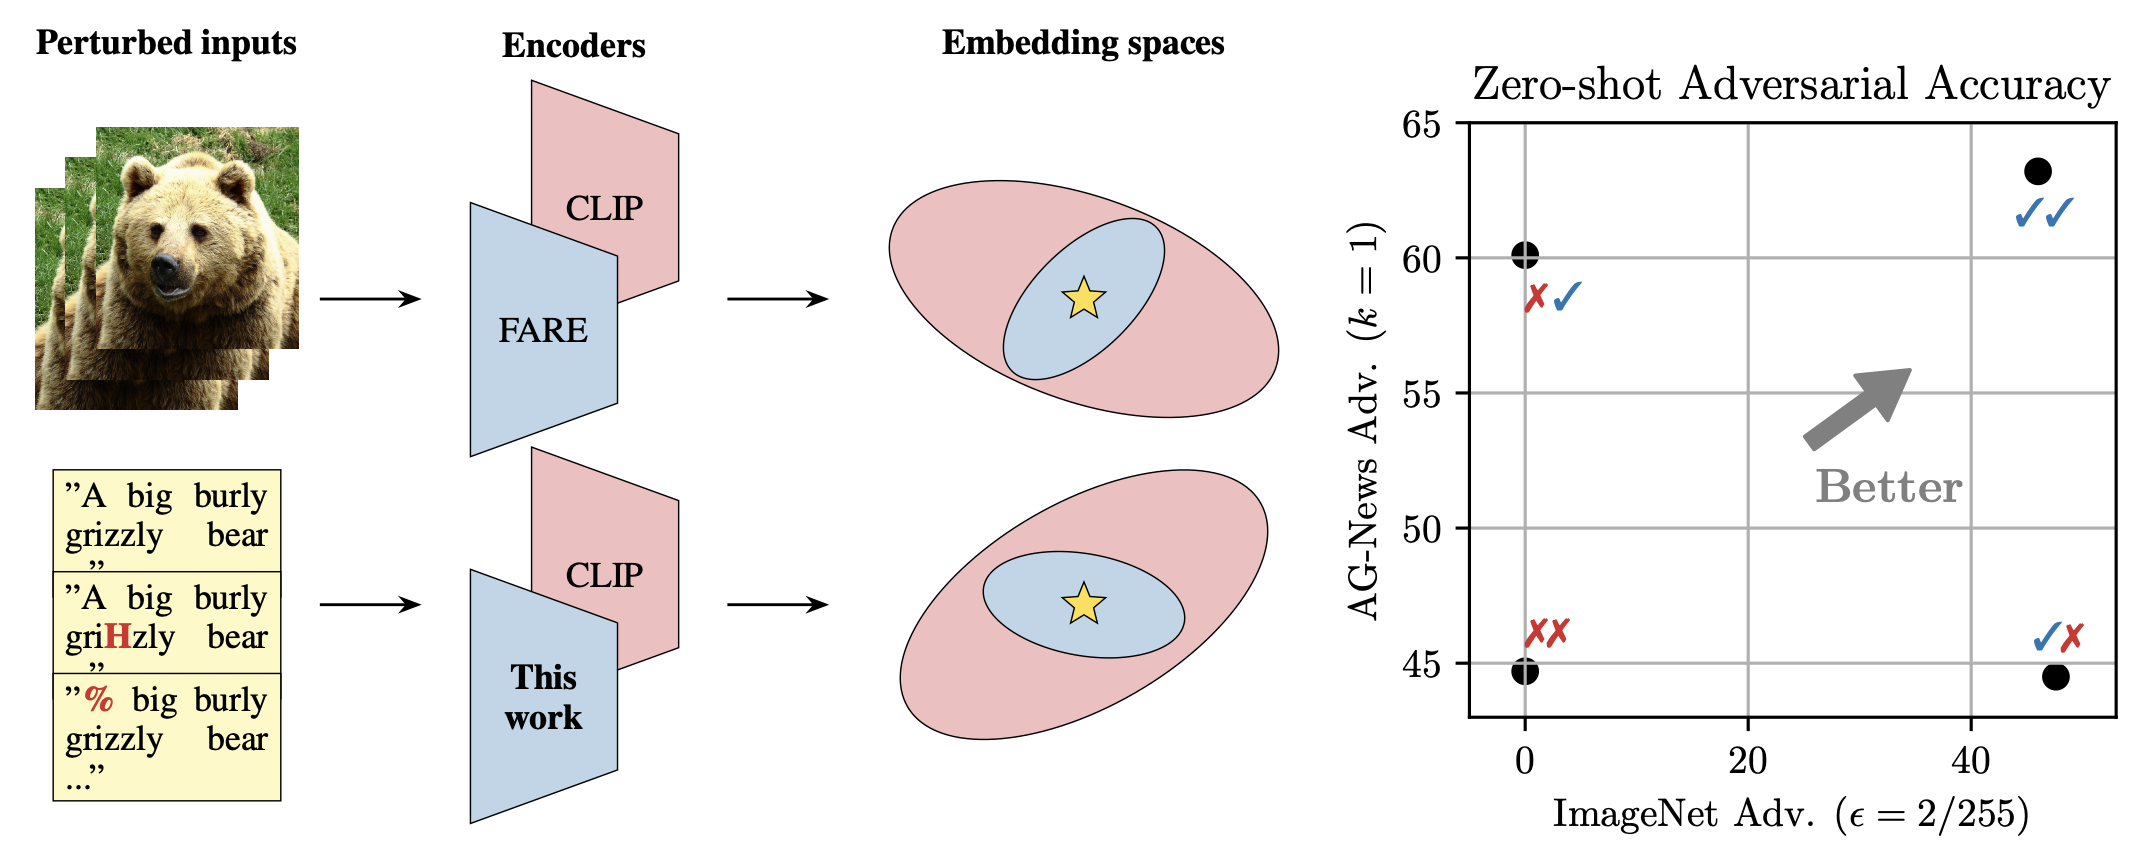 Perturbed inputs
Encoders
Embedding spaces
CLIP
FARE
”A big burly
grizzly bear
”
”A big burly
griHzly bear
”
”% big burly
grizzly bear
...”
CLIP
This
work
Zero-shot Adversarial Accuracy
65
60
55
50
45
✗✓
✓✓
✗✗
✓✗
Better
0 20 40
AG-News Adv. (k = 1)
ImageNet Adv. (ϵ = 2/255)